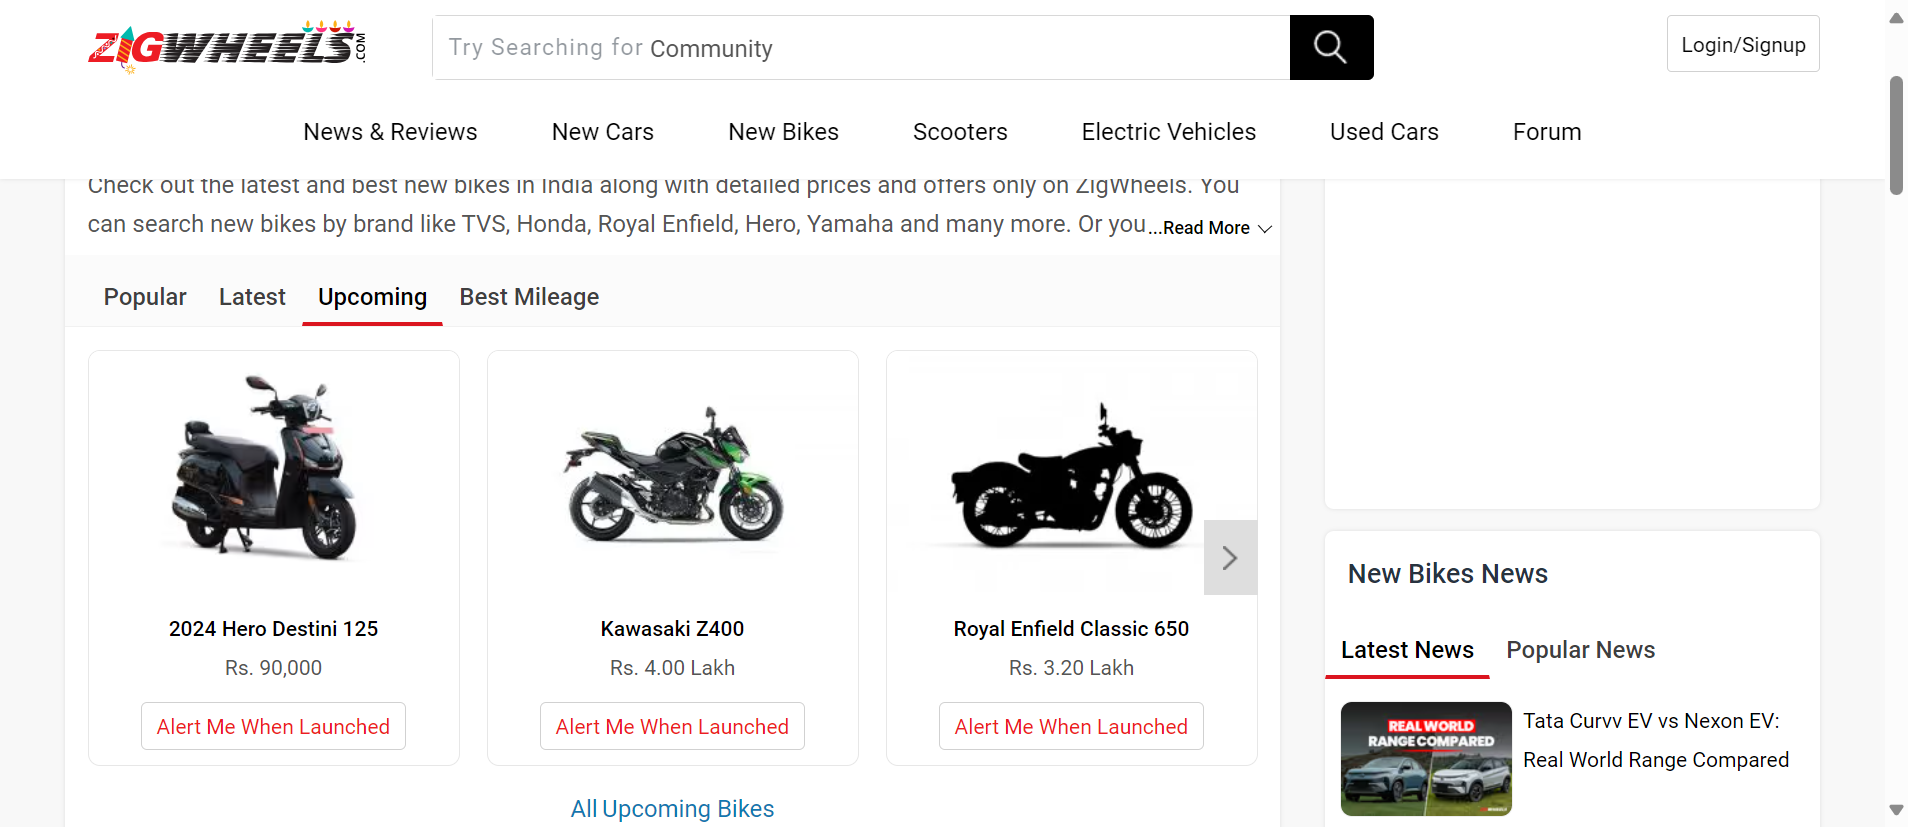 ZIGWHEELS.COM
Try Searching for Community
Login/Signup
News & Reviews
New Cars
New Bikes
Scooters
Electric Vehicles
Used Cars
Forum
Check out the latest and best new bikes in India along with detailed prices and offers only on ZigWheels. You
can search new bikes by brand like TVS, Honda, Royal Enfield, Hero, Yamaha and many more. Or you...Read More
Popular
Latest
Upcoming
Best Mileage
2024 Hero Destini 125
Rs. 90,000
Alert Me When Launched
Kawasaki Z400
Rs. 4.00 Lakh
Alert Me When Launched
Royal Enfield Classic 650
Rs. 3.20 Lakh
Alert Me When Launched
All Upcoming Bikes
New Bikes News
Latest News
Popular News
REAL WORLD
RANGE COMPARED
Tata Curvv EV vs Nexon EV:
Real World Range Compared